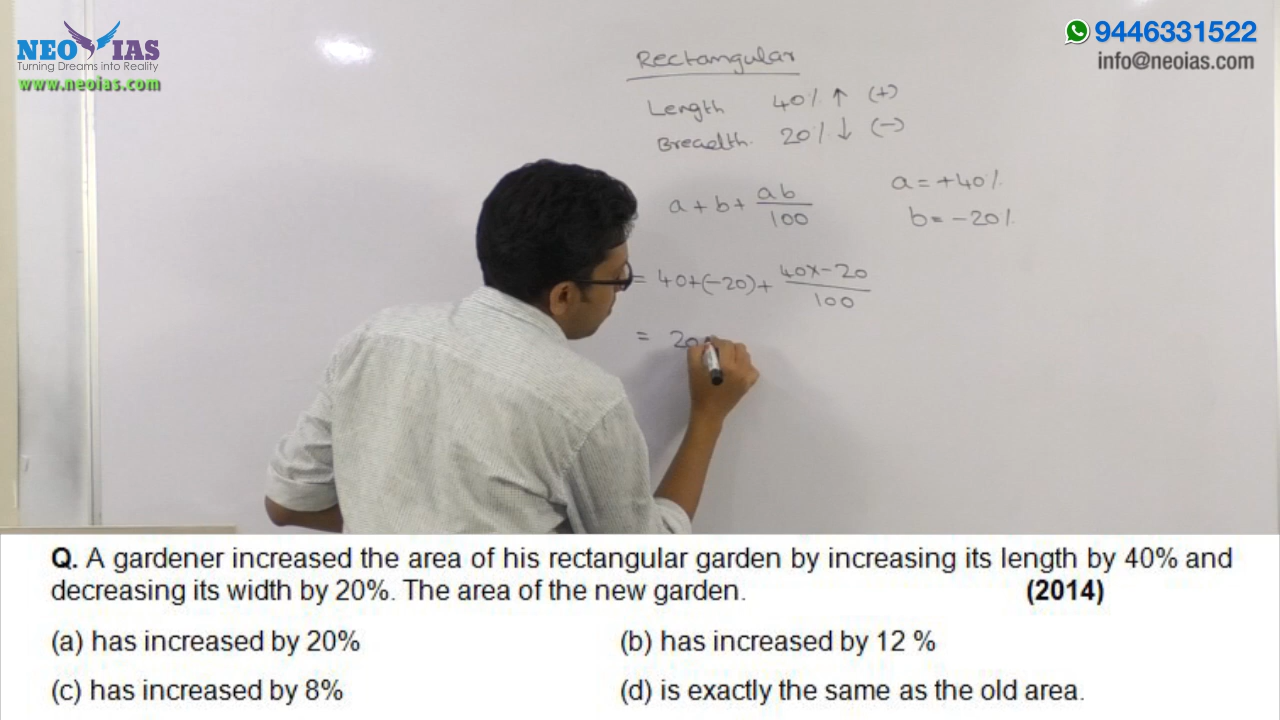 NEO IAS
Turning Dreams into Reality
www.neoias.com
9446331522
info@neoias.com
Rectangular
Length 40% ↑ (+)
Breadth. 20% ↓ (-)
a + b + ab/100
a = +40%
b = -20%
= 40+(-20)+ 40x-20/100
= 20
Q. A gardener increased the area of his rectangular garden by increasing its length by 40% and
decreasing its width by 20%. The area of the new garden. (2014)
(a) has increased by 20%
(b) has increased by 12 %
(c) has increased by 8%
(d) is exactly the same as the old area.